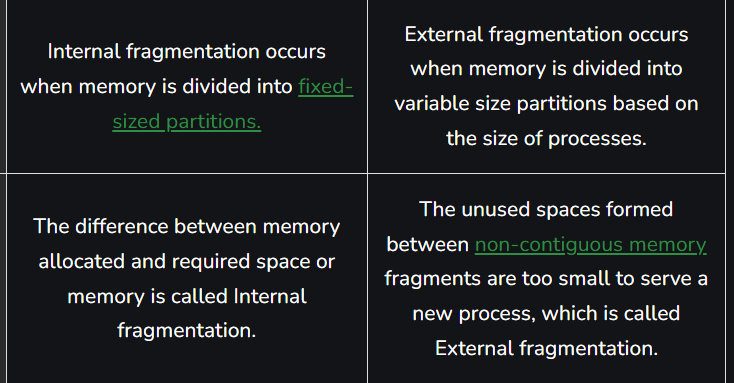 Internal fragmentation occurs
when memory is divided into fixed-
sized partitions.
External fragmentation occurs
when memory is divided into
variable size partitions based on
the size of processes.
The difference between memory
allocated and required space or
memory is called Internal
fragmentation.
The unused spaces formed
between non-contiguous memory
fragments are too small to serve a
new process, which is called
External fragmentation.